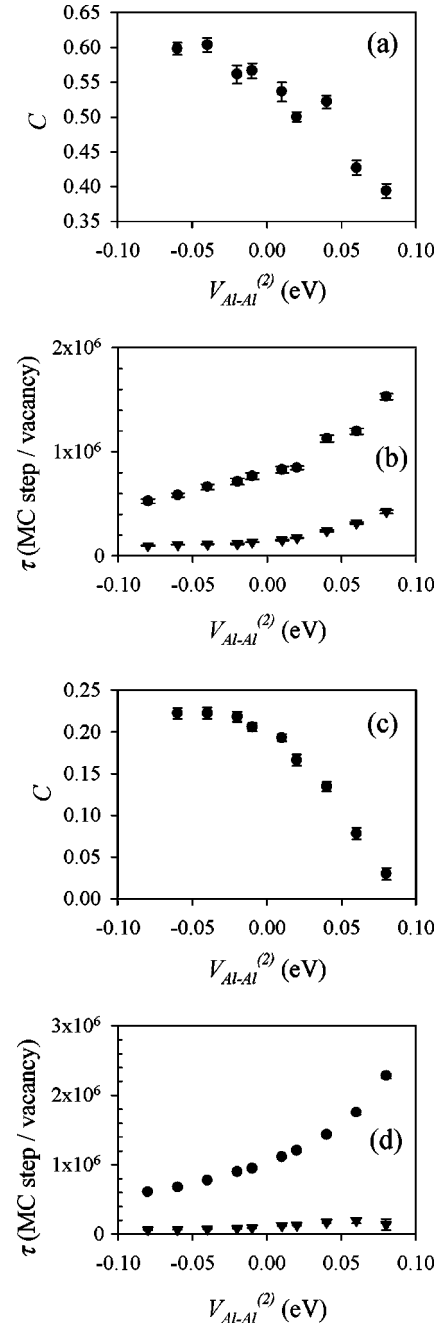 0.60
(a)
0.55
0.50
C
0.45
0.40
0.35
-0.10 -0.05 0.00 0.05 0.10
V_{Al-Al}^{(2)} (eV)
2x10^6
τ (MC step / vacancy)
1x10^6
(b)
0
-0.10 -0.05 0.00 0.05 0.10
V_{Al-Al}^{(2)} (eV)
0.25
(c)
0.20
0.15
C
0.10
0.05
0.00
-0.10 -0.05 0.00 0.05 0.10
V_{Al-Al}^{(2)} (eV)
3x10^6
τ (MC step / vacancy)
2x10^6
(d)
1x10^6
0
-0.10 -0.05 0.00 0.05 0.10
V_{Al-Al}^{(2)} (eV)